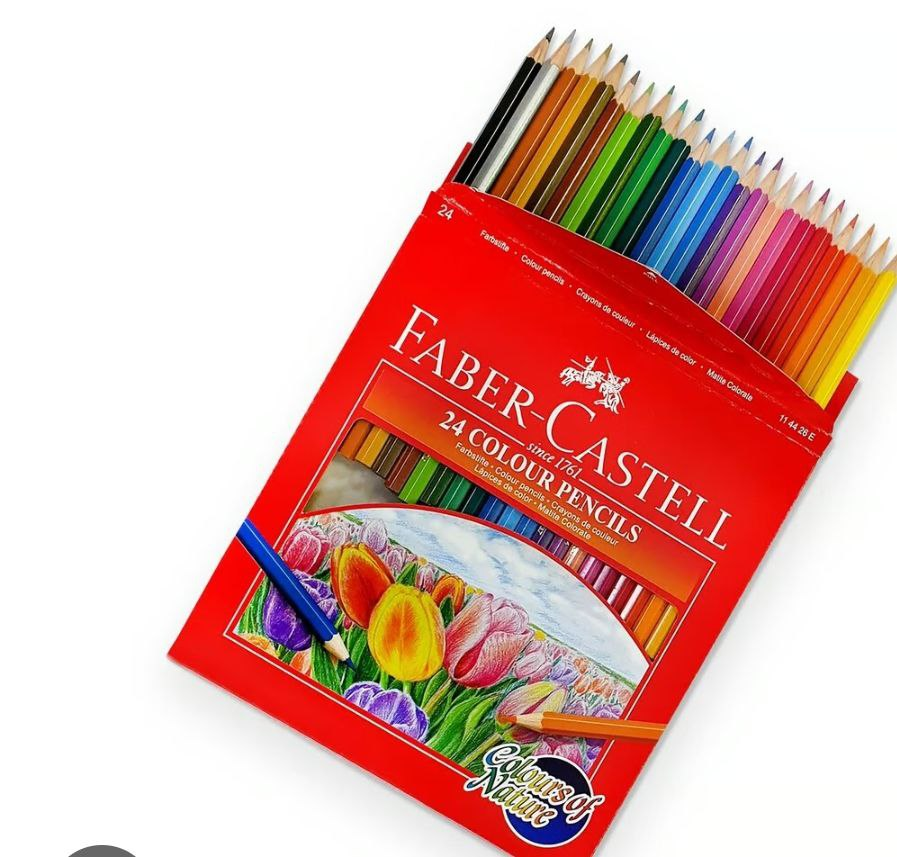 24
Farbstifte • Colour pencils • Crayons de couleur • Lápices de color • Matite Colorate
11 44 26 E
FABER-CASTELL
since 1761
24 COLOUR PENCILS
Farbstifte • Colour pencils • Crayons de couleur
Lápices de color • Matite Colorate
Colours of
Nature